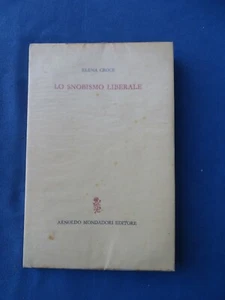 ELENA CROCE
LO SNOBISMO LIBERALE
ARNOLDO MONDADORI EDITORE